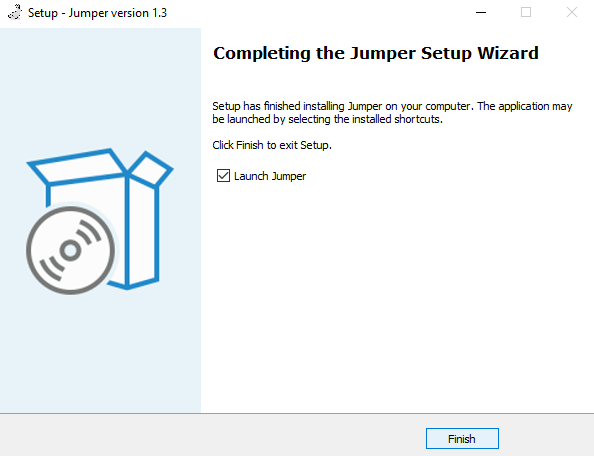 Setup - Jumper version 1.3
Completing the Jumper Setup Wizard
Setup has finished installing Jumper on your computer. The application may
be launched by selecting the installed shortcuts.
Click Finish to exit Setup.
Launch Jumper
Finish